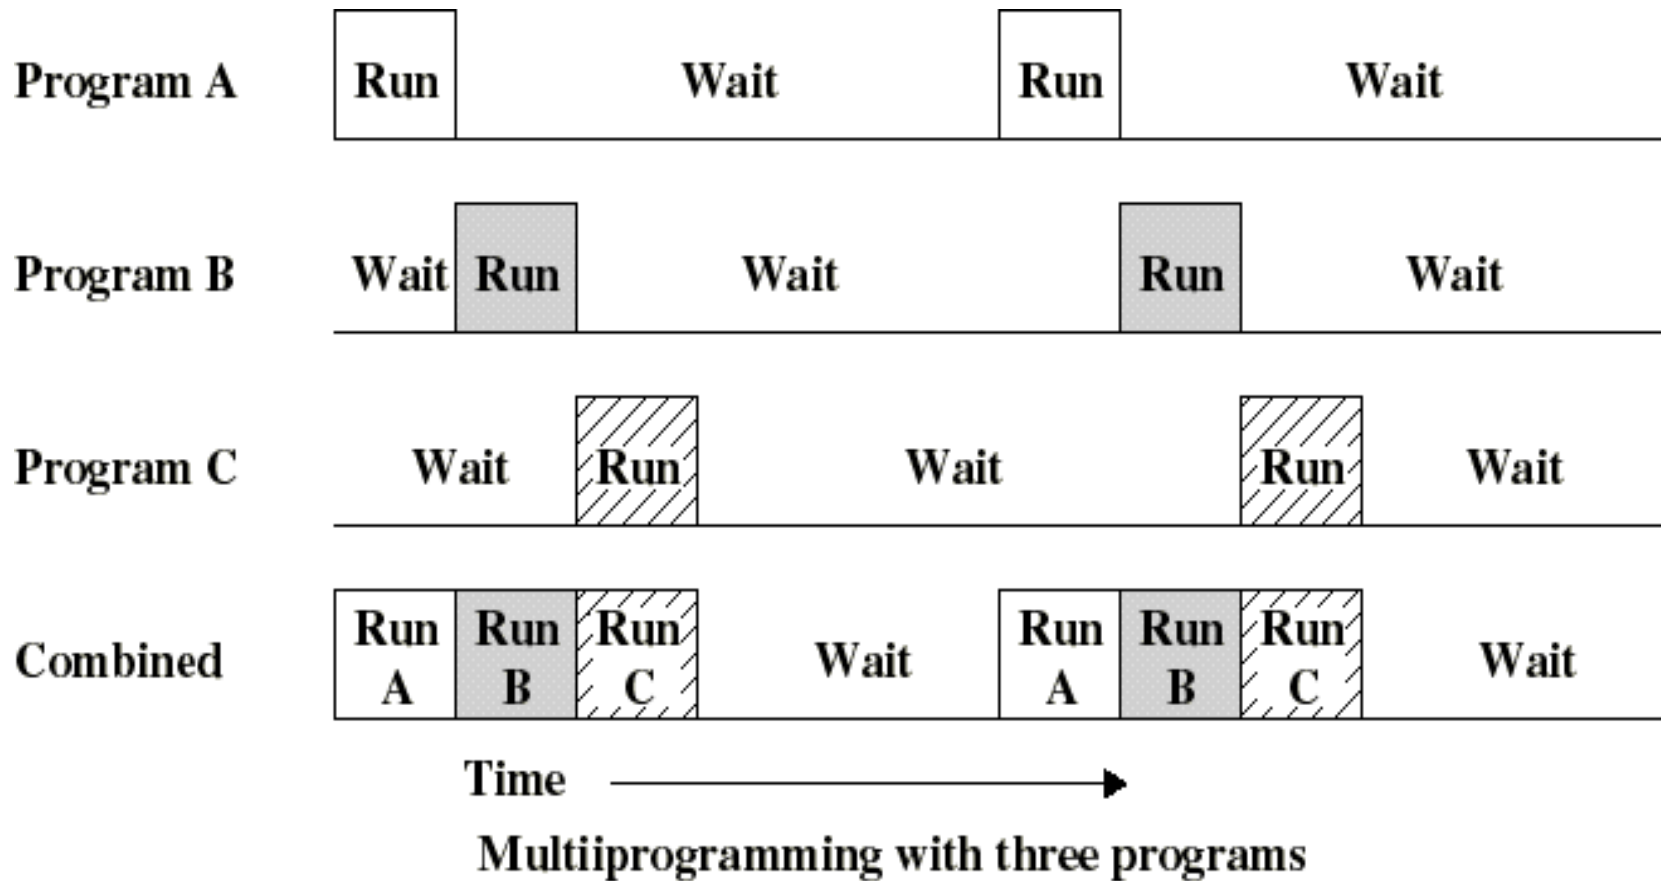 Program A Run Wait Run Wait
Program B Wait Run Wait Run Wait
Program C Wait Run Wait Run Wait
Combined Run A Run B Run C Wait Run A Run B Run C Wait
Time
Multiiprogramming with three programs